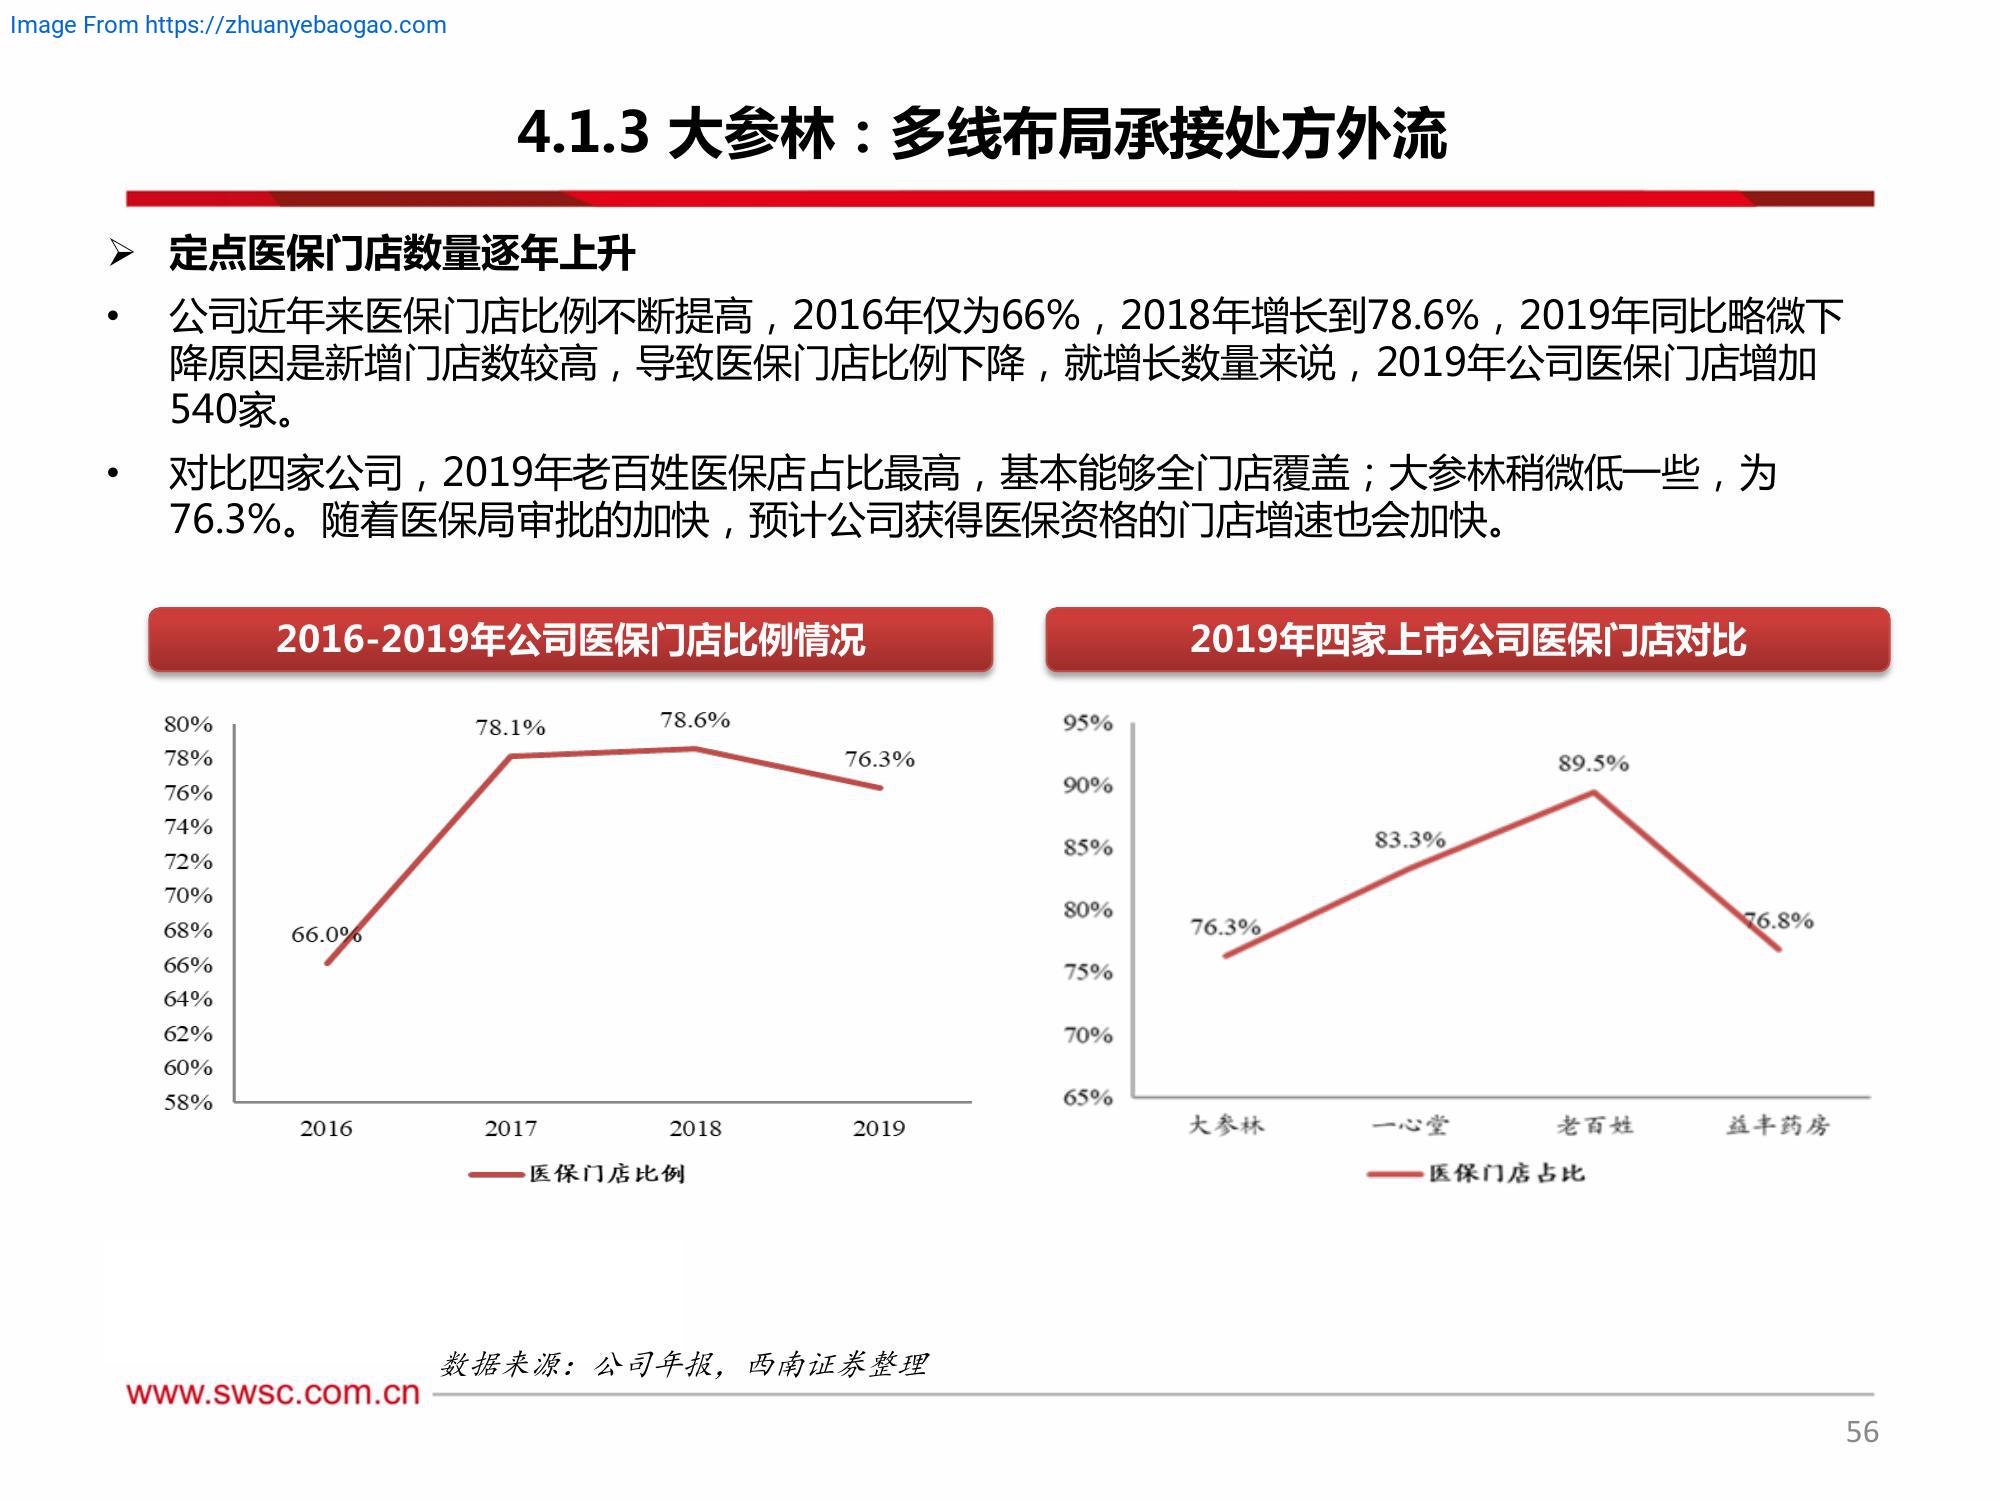 Image From https://zhuanyebaogao.com
4.1.3 大参林：多线布局承接处方外流
➢ 定点医保门店数量逐年上升
• 公司近年来医保门店比例不断提高，2016年仅为66%，2018年增长到78.6%，2019年同比略微下
降原因是新增门店数较高，导致医保门店比例下降，就增长数量来说，2019年公司医保门店增加
540家。
• 对比四家公司，2019年老百姓医保店占比最高，基本能够全门店覆盖；大参林稍微低一些，为
76.3%。随着医保局审批的加快，预计公司获得医保资格的门店增速也会加快。
2016-2019年公司医保门店比例情况
80%
78%
76%
74%
72%
70%
68%
66%
64%
62%
60%
58%
66.0%
78.1%
78.6%
76.3%
2016 2017 2018 2019
医保门店比例
2019年四家上市公司医保门店对比
95%
90%
85%
80%
75%
70%
65%
76.3%
83.3%
89.5%
76.8%
大参林 一心堂 老百姓 益丰药房
医保门店占比
数据来源：公司年报，西南证券整理
www.swsc.com.cn
56